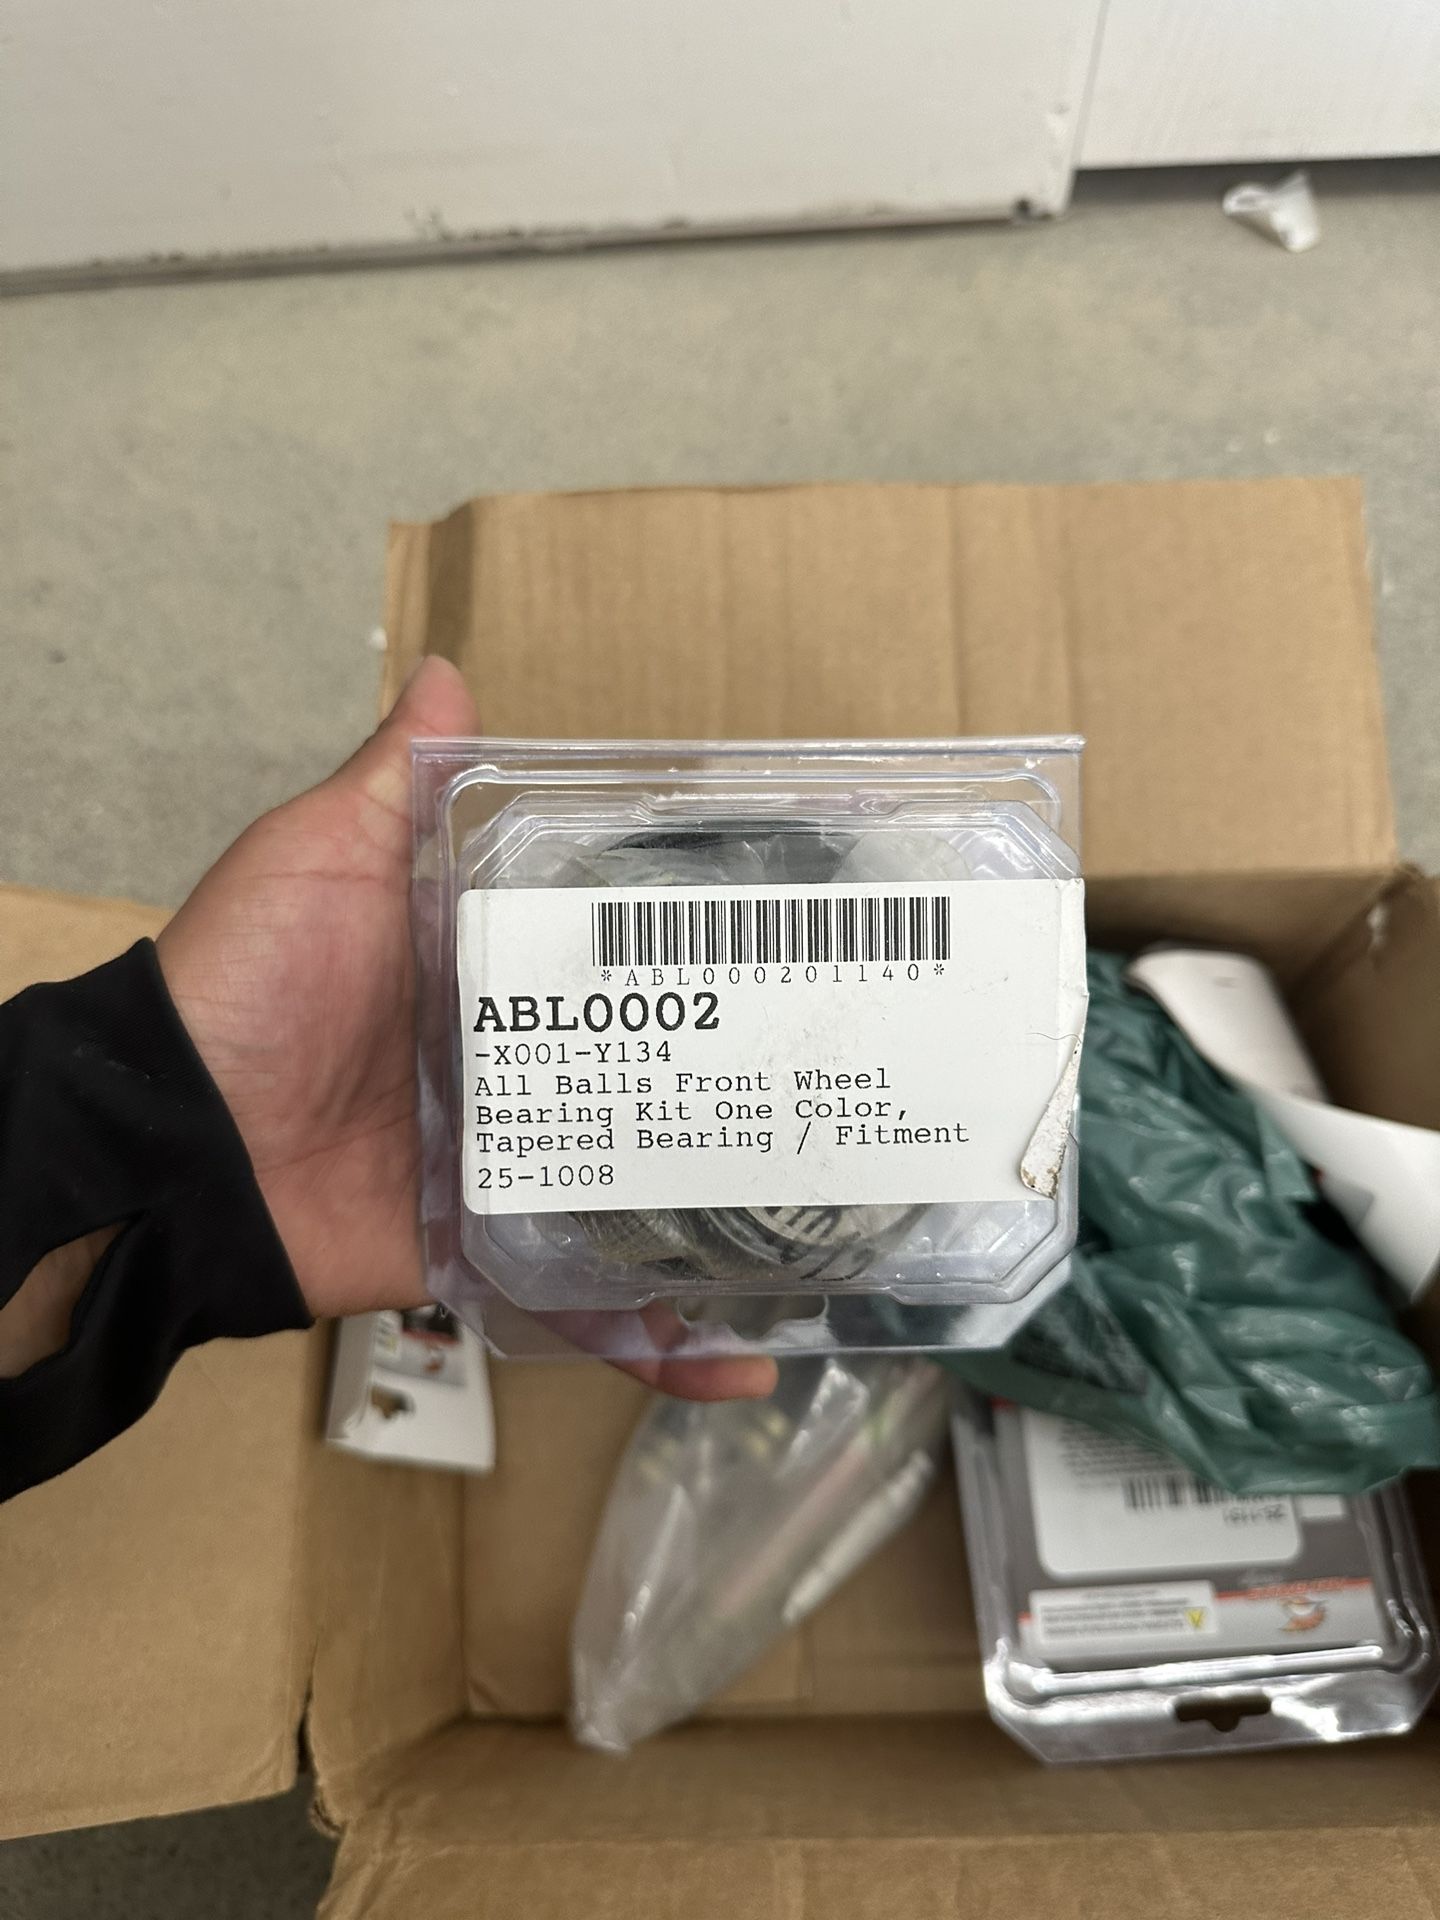 *ABL000201140*
ABL0002
-X001-Y134
All Balls Front Wheel
Bearing Kit One Color,
Tapered Bearing / Fitment
25-1008